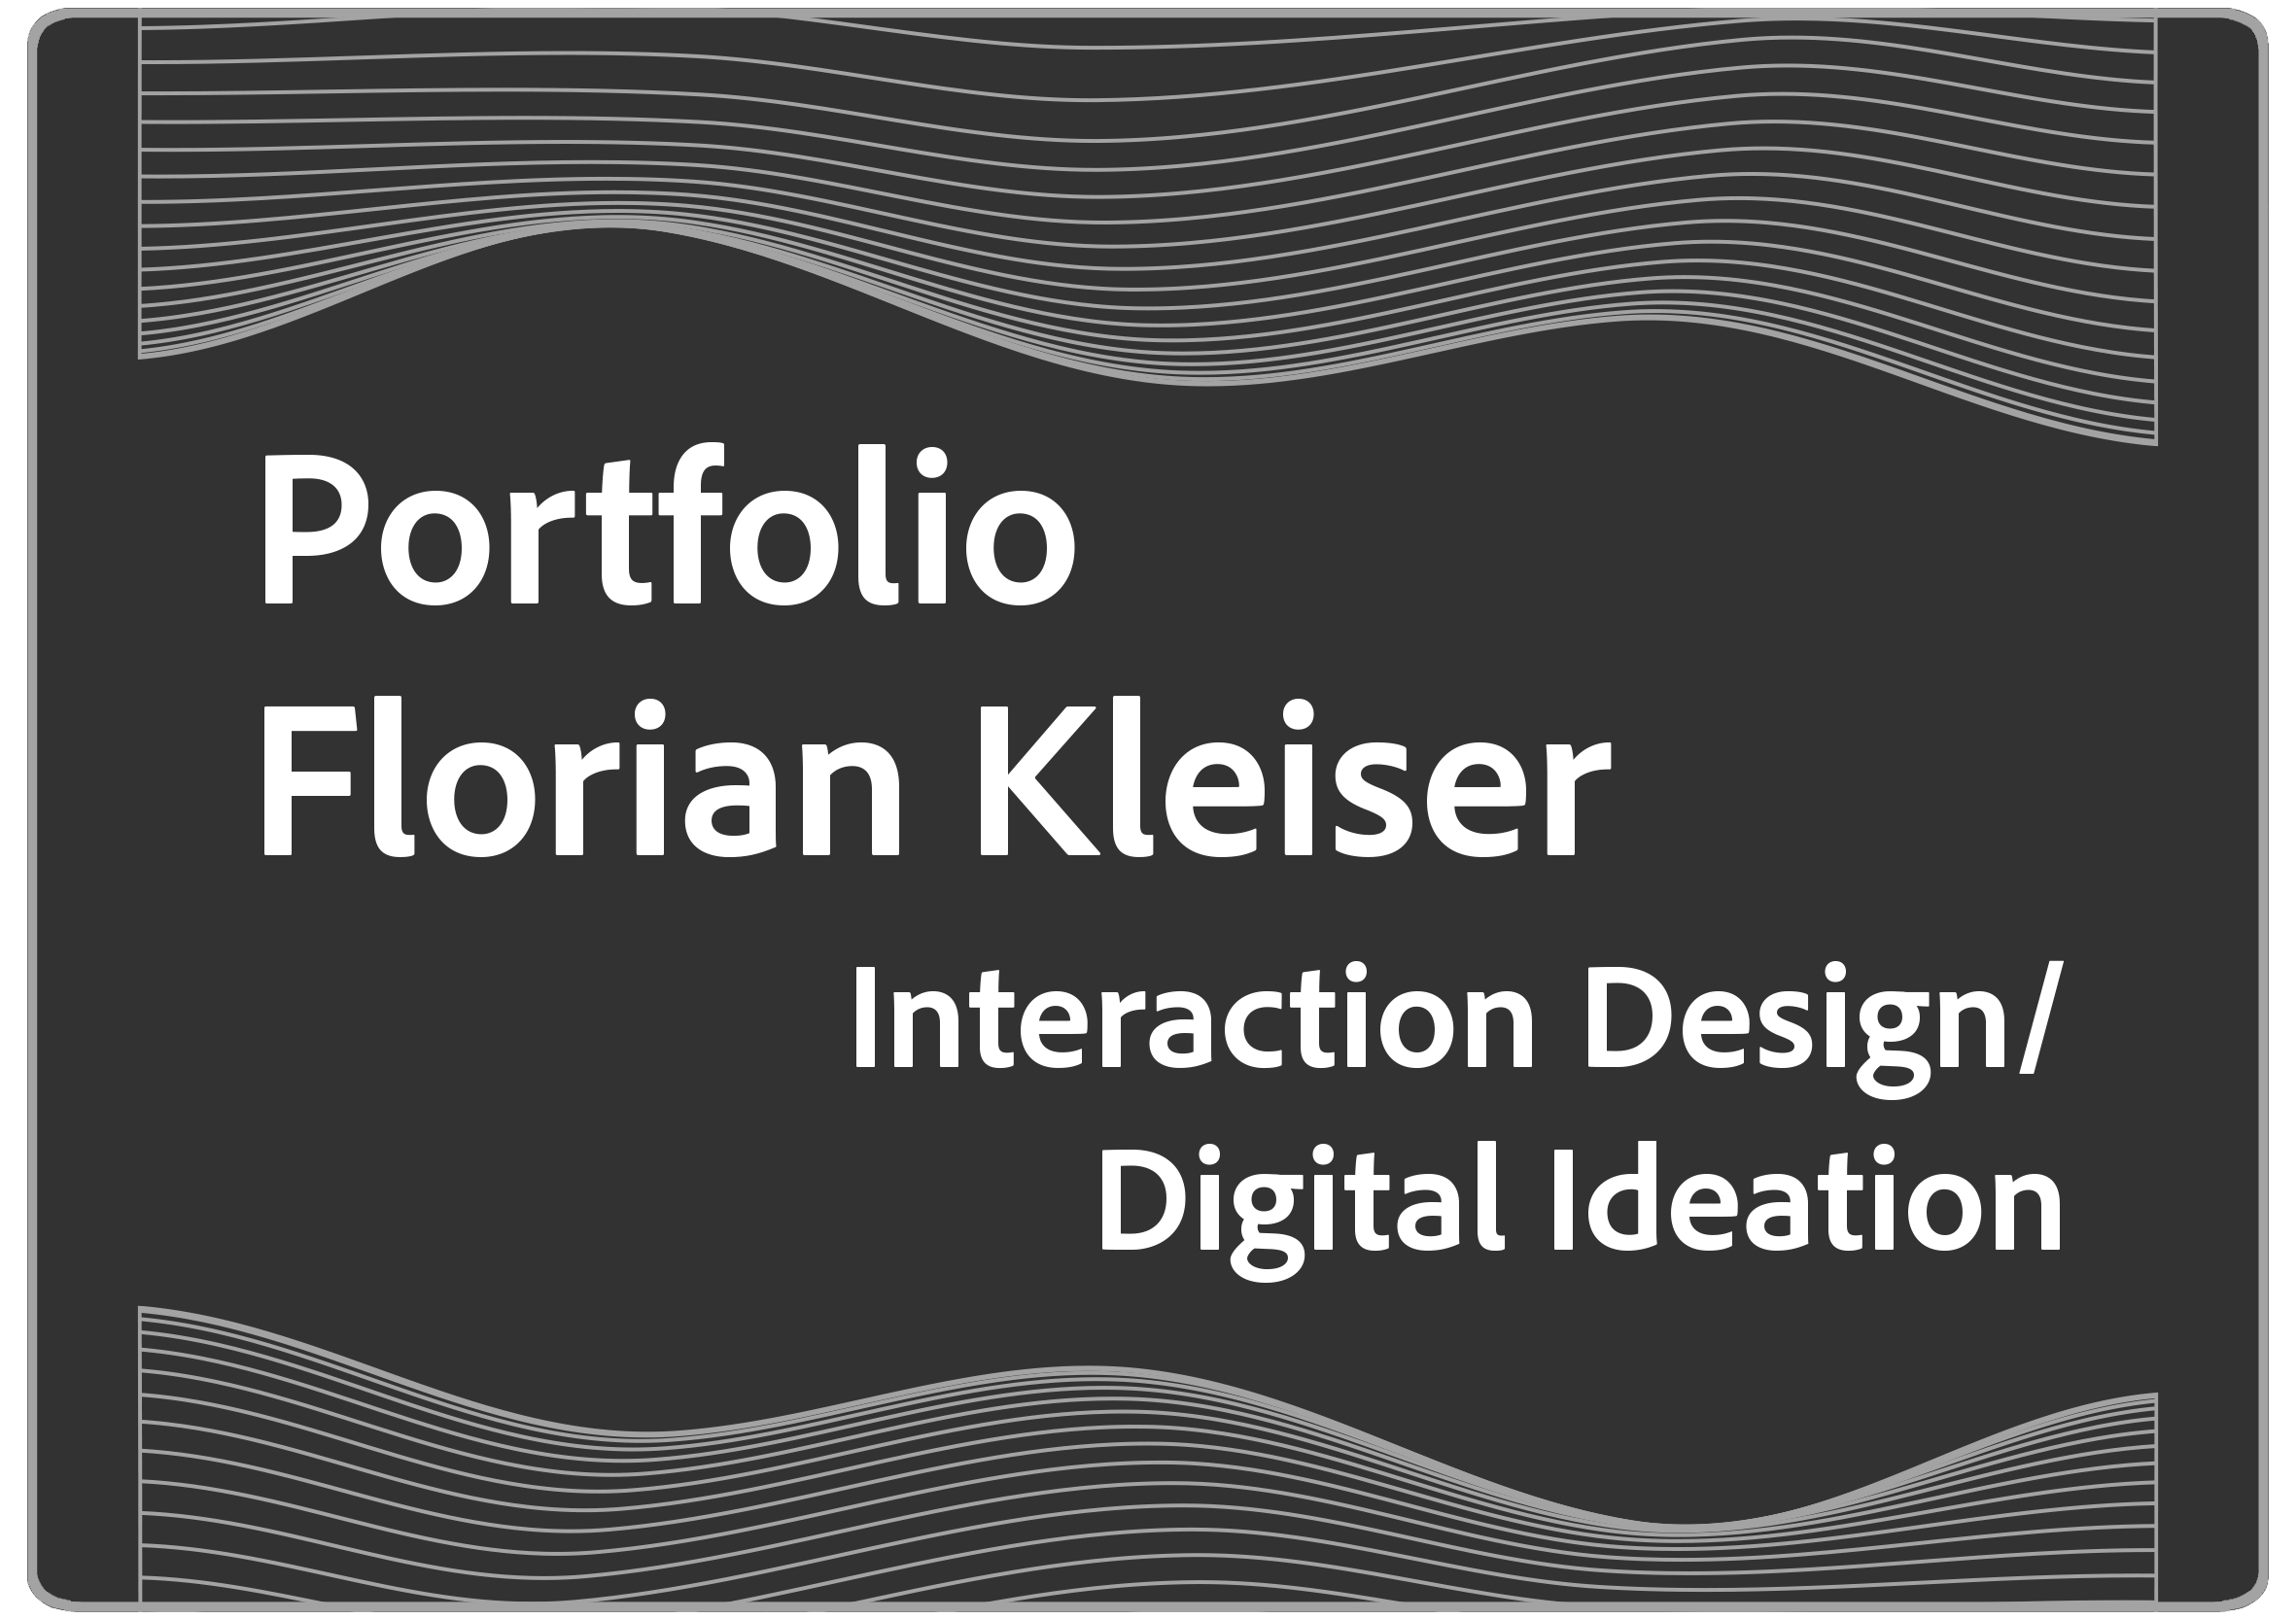 Portfolio
Florian Kleiser
Interaction Design/
Digital Ideation